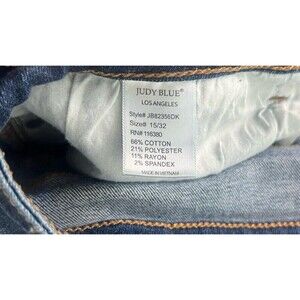 JUDY BLUE®
LOS ANGELES
Style# JB82356DK
Size# 15/32
RN# 116380
66% COTTON
21% POLYESTER
11% RAYON
2% SPANDEX
MADE IN VIETNAM